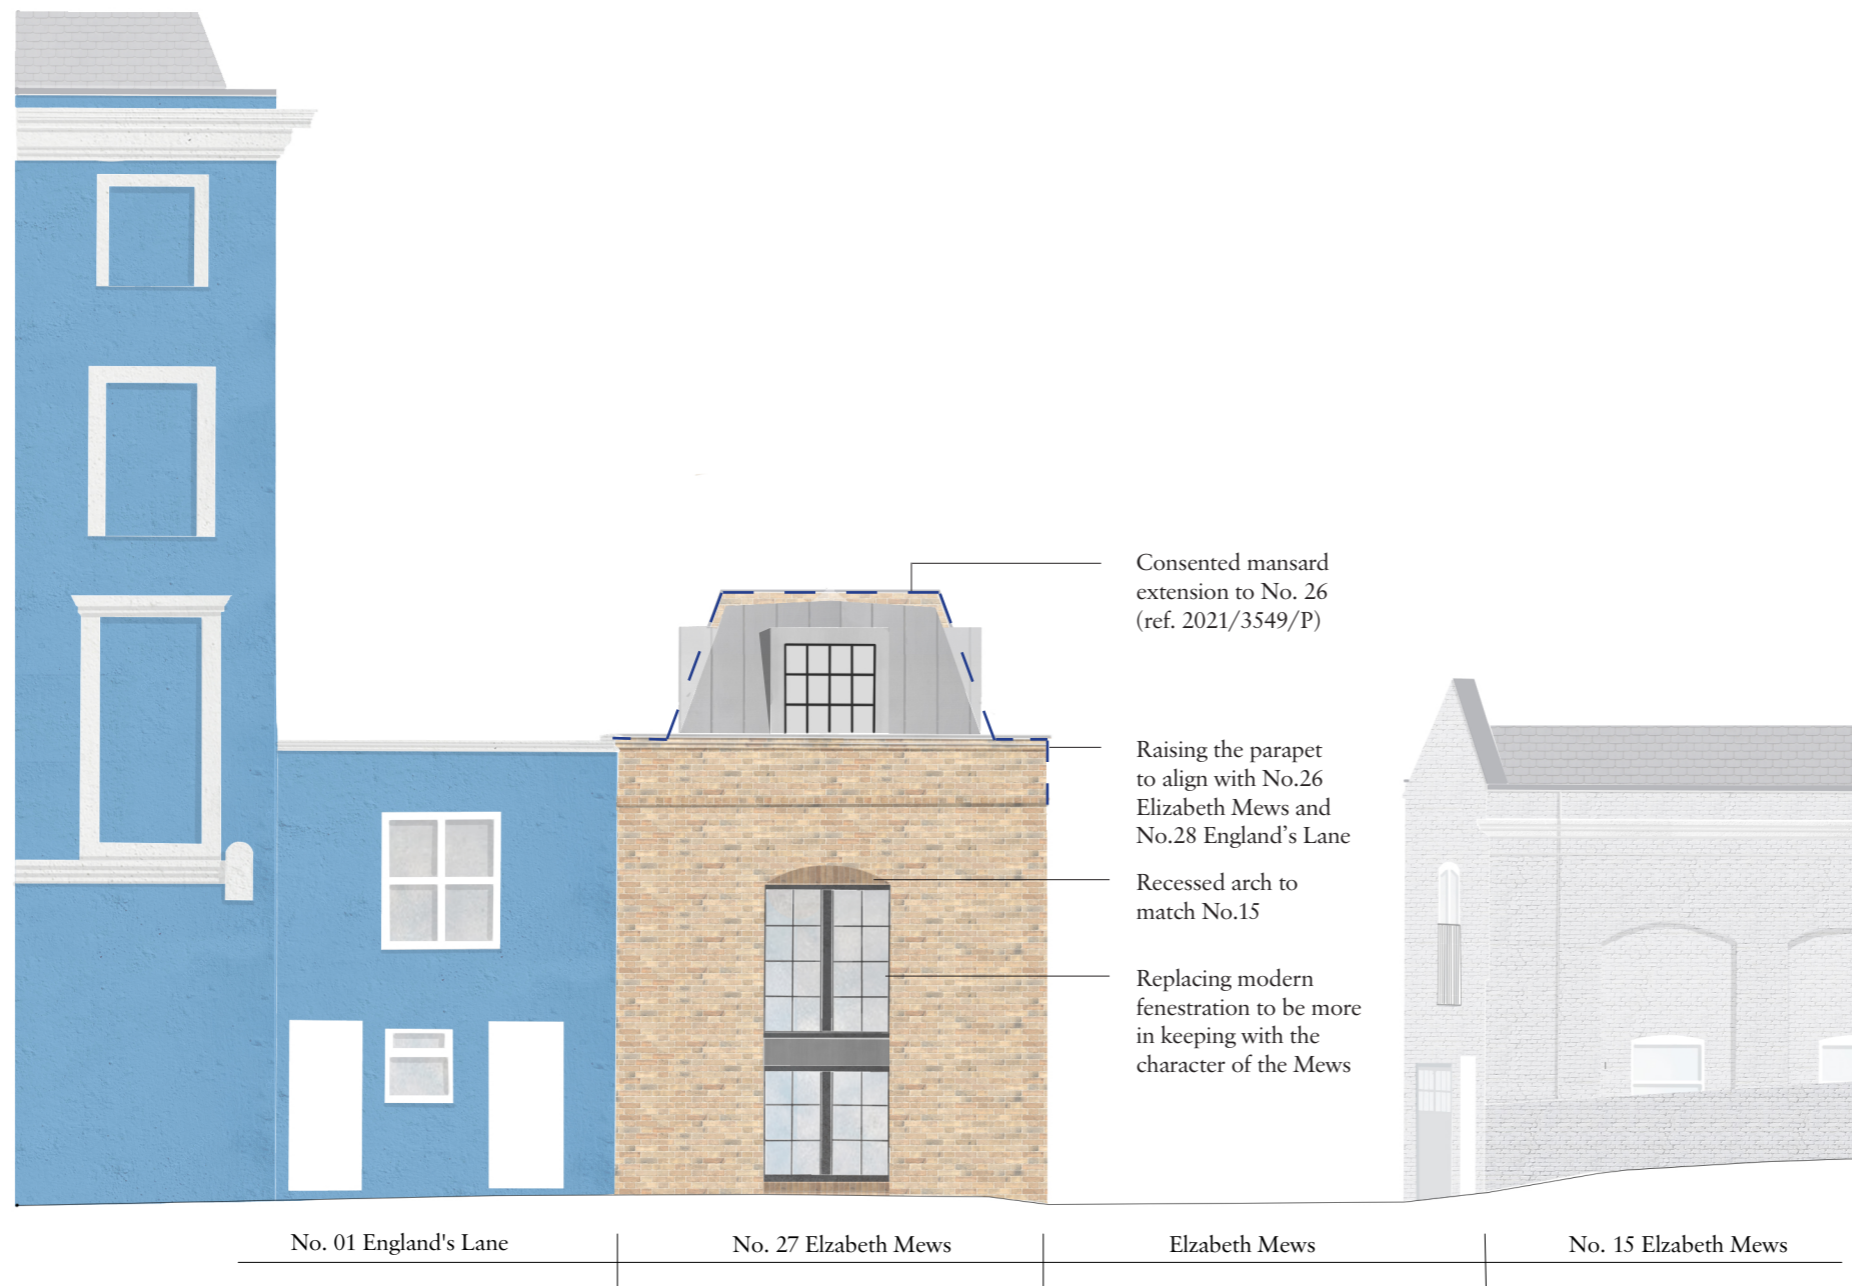 Consented mansard
extension to No. 26
(ref. 2021/3549/P)
Raising the parapet
to align with No.26
Elizabeth Mews and
No.28 England’s Lane
Recessed arch to
match No.15
Replacing modern
fenestration to be more
in keeping with the
character of the Mews
No. 01 England's Lane
No. 27 Elzabeth Mews
Elzabeth Mews
No. 15 Elzabeth Mews